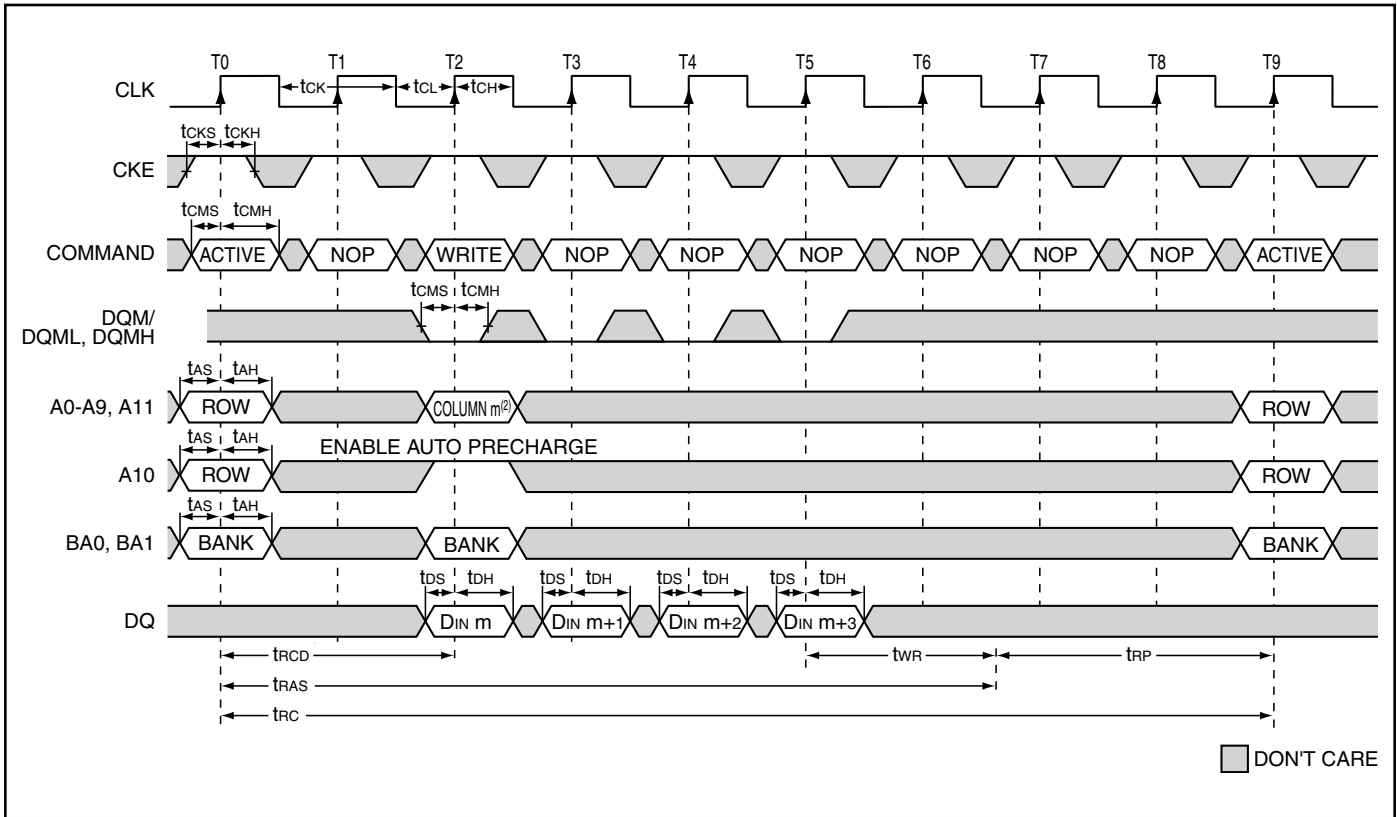 T0 T1 T2 T3 T4 T5 T6 T7 T8 T9
CLK
tCK tCL tCH
tCKS tCKH
CKE
tCMS tCMH
COMMAND ACTIVE NOP WRITE NOP NOP NOP NOP NOP NOP ACTIVE
tCMS tCMH
DQM/
DQML, DQMH
tAS tAH
A0-A9, A11 ROW COLUMN m(2) ROW
tAS tAH
ENABLE AUTO PRECHARGE
A10 ROW ROW
tAS tAH
BA0, BA1 BANK BANK BANK
tDS tDH tDS tDH tDS tDH tDS tDH
DQ DIN m DIN m+1 DIN m+2 DIN m+3
tRCD tWR tRP
tRAS
tRC
DON'T CARE